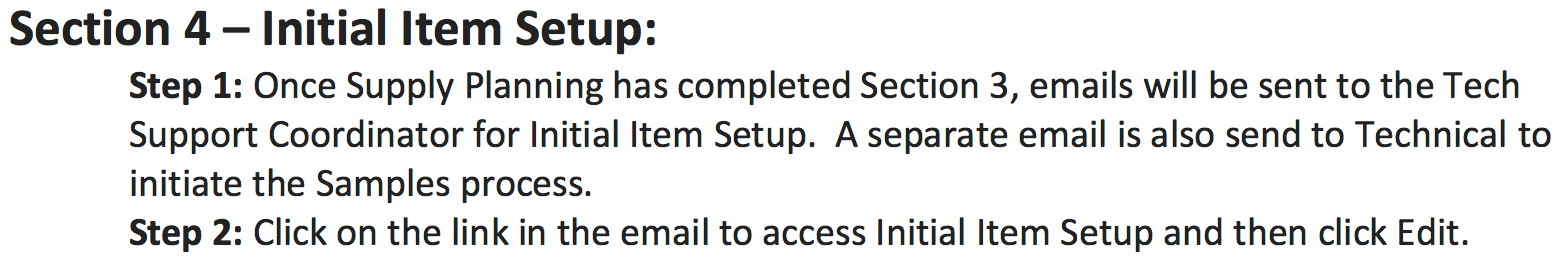 Section 4 – Initial Item Setup:
Step 1: Once Supply Planning has completed Section 3, emails will be sent to the Tech
Support Coordinator for Initial Item Setup.  A separate email is also send to Technical to
initiate the Samples process.
Step 2: Click on the link in the email to access Initial Item Setup and then click Edit.